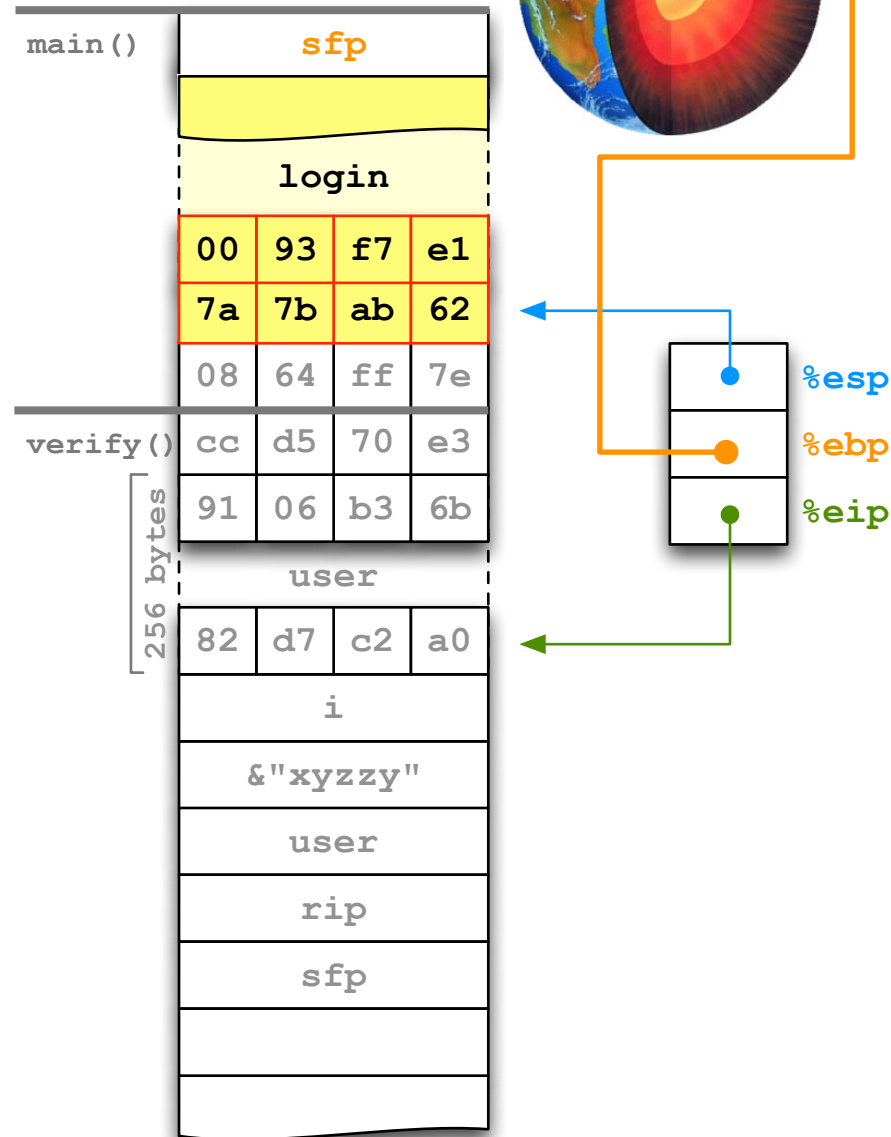 main() sfp
login
00 93 f7 e1
7a 7b ab 62
08 64 ff 7e
%esp
verify() cc d5 70 e3
%ebp
91 06 b3 6b
%eip
256 bytes
user
82 d7 c2 a0
i
&"xyzzy"
user
rip
sfp